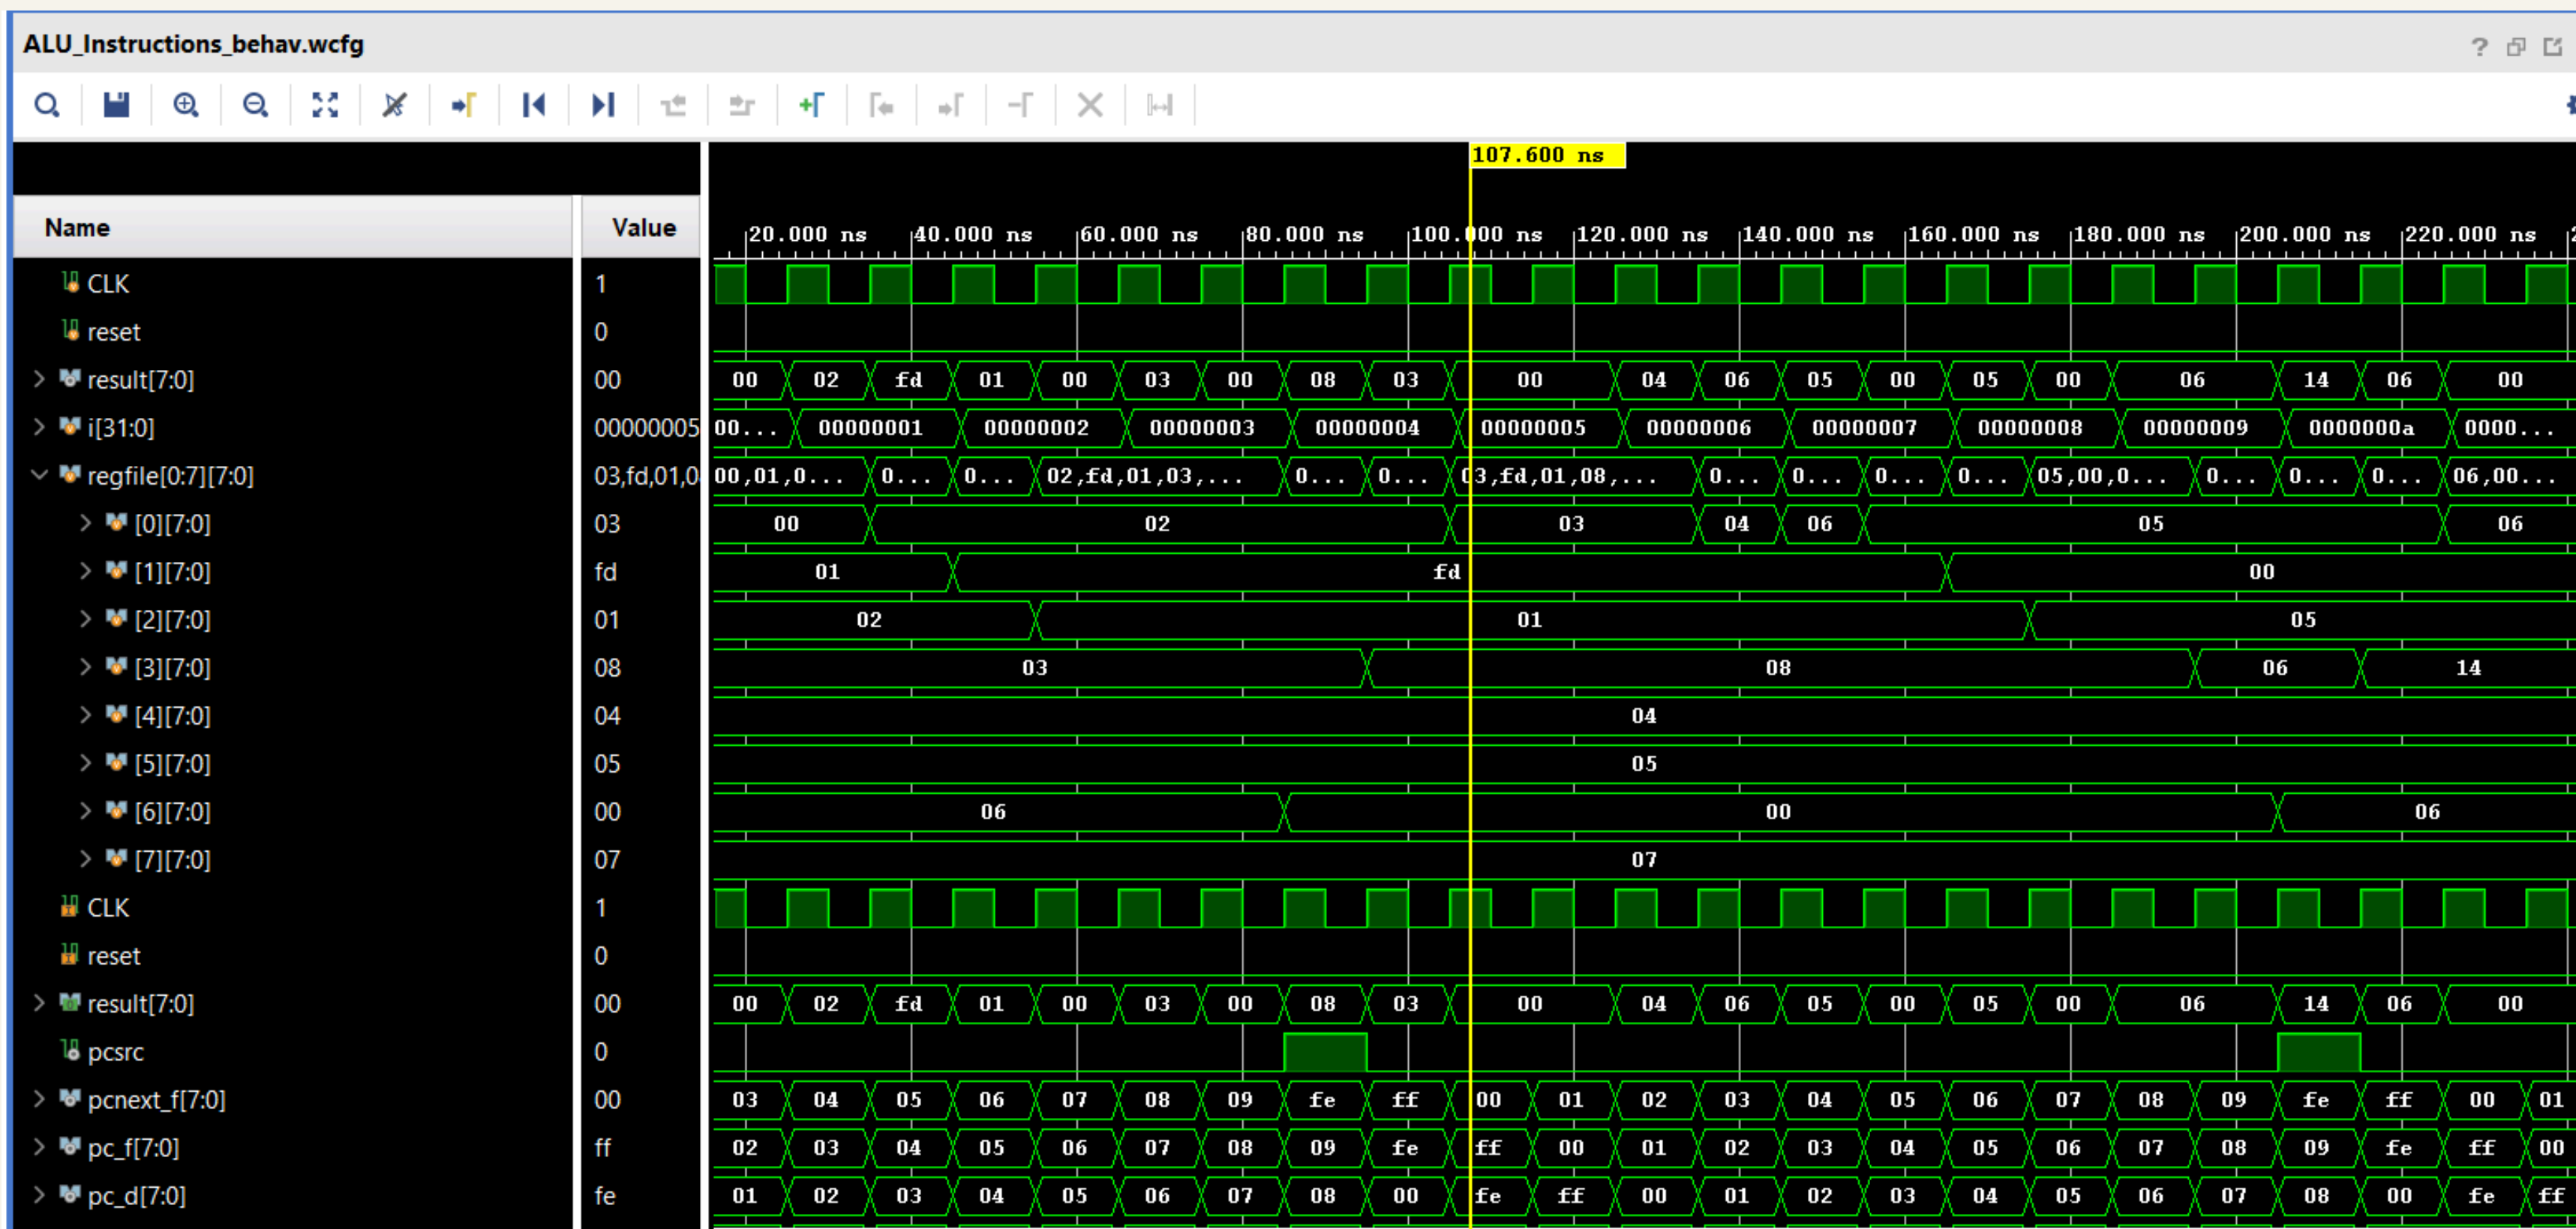 ALU_Instructions_behav.wcfg
?
107.600 ns
Name Value 20.000 ns 40.000 ns 60.000 ns 80.000 ns 100.000 ns 120.000 ns 140.000 ns 160.000 ns 180.000 ns 200.000 ns 220.000 ns
CLK 1
reset 0
result[7:0] 00 00 02 fd 01 00 03 00 08 03 00 04 06 05 00 05 00 06 14 06 00
i[31:0] 00000005 00... 00000001 00000002 00000003 00000004 00000005 00000006 00000007 00000008 00000009 0000000a 0000...
regfile[0:7][7:0] 03,fd,01,0 00,01,0... 0... 0... 02,fd,01,03,... 0... 0... 03,fd,01,08,... 0... 0... 0... 0... 05,00,0... 0... 0... 0... 06,00...
[0][7:0] 03 00 02 03 04 06 05 06
[1][7:0] fd 01 fd 00
[2][7:0] 01 02 01 05
[3][7:0] 08 03 08 06 14
[4][7:0] 04 04
[5][7:0] 05 05
[6][7:0] 00 06 00 06
[7][7:0] 07 07
CLK 1
reset 0
result[7:0] 00 00 02 fd 01 00 03 00 08 03 00 04 06 05 00 05 00 06 14 06 00
pcsrc 0
pcnext_f[7:0] 00 03 04 05 06 07 08 09 fe ff 00 01 02 03 04 05 06 07 08 09 fe ff 00 01
pc_f[7:0] ff 02 03 04 05 06 07 08 09 fe ff 00 01 02 03 04 05 06 07 08 09 fe ff 00
pc_d[7:0] fe 01 02 03 04 05 06 07 08 00 fe ff 00 01 02 03 04 05 06 07 08 00 fe ff